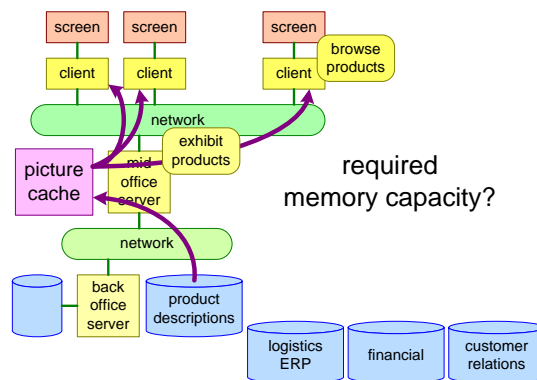 screen
screen
screen
browse
products
client
client
client
network
exhibit
products
picture
cache
mid
office
server
required
memory capacity?
network
back
office
server
product
descriptions
logistics
ERP
financial
customer
relations